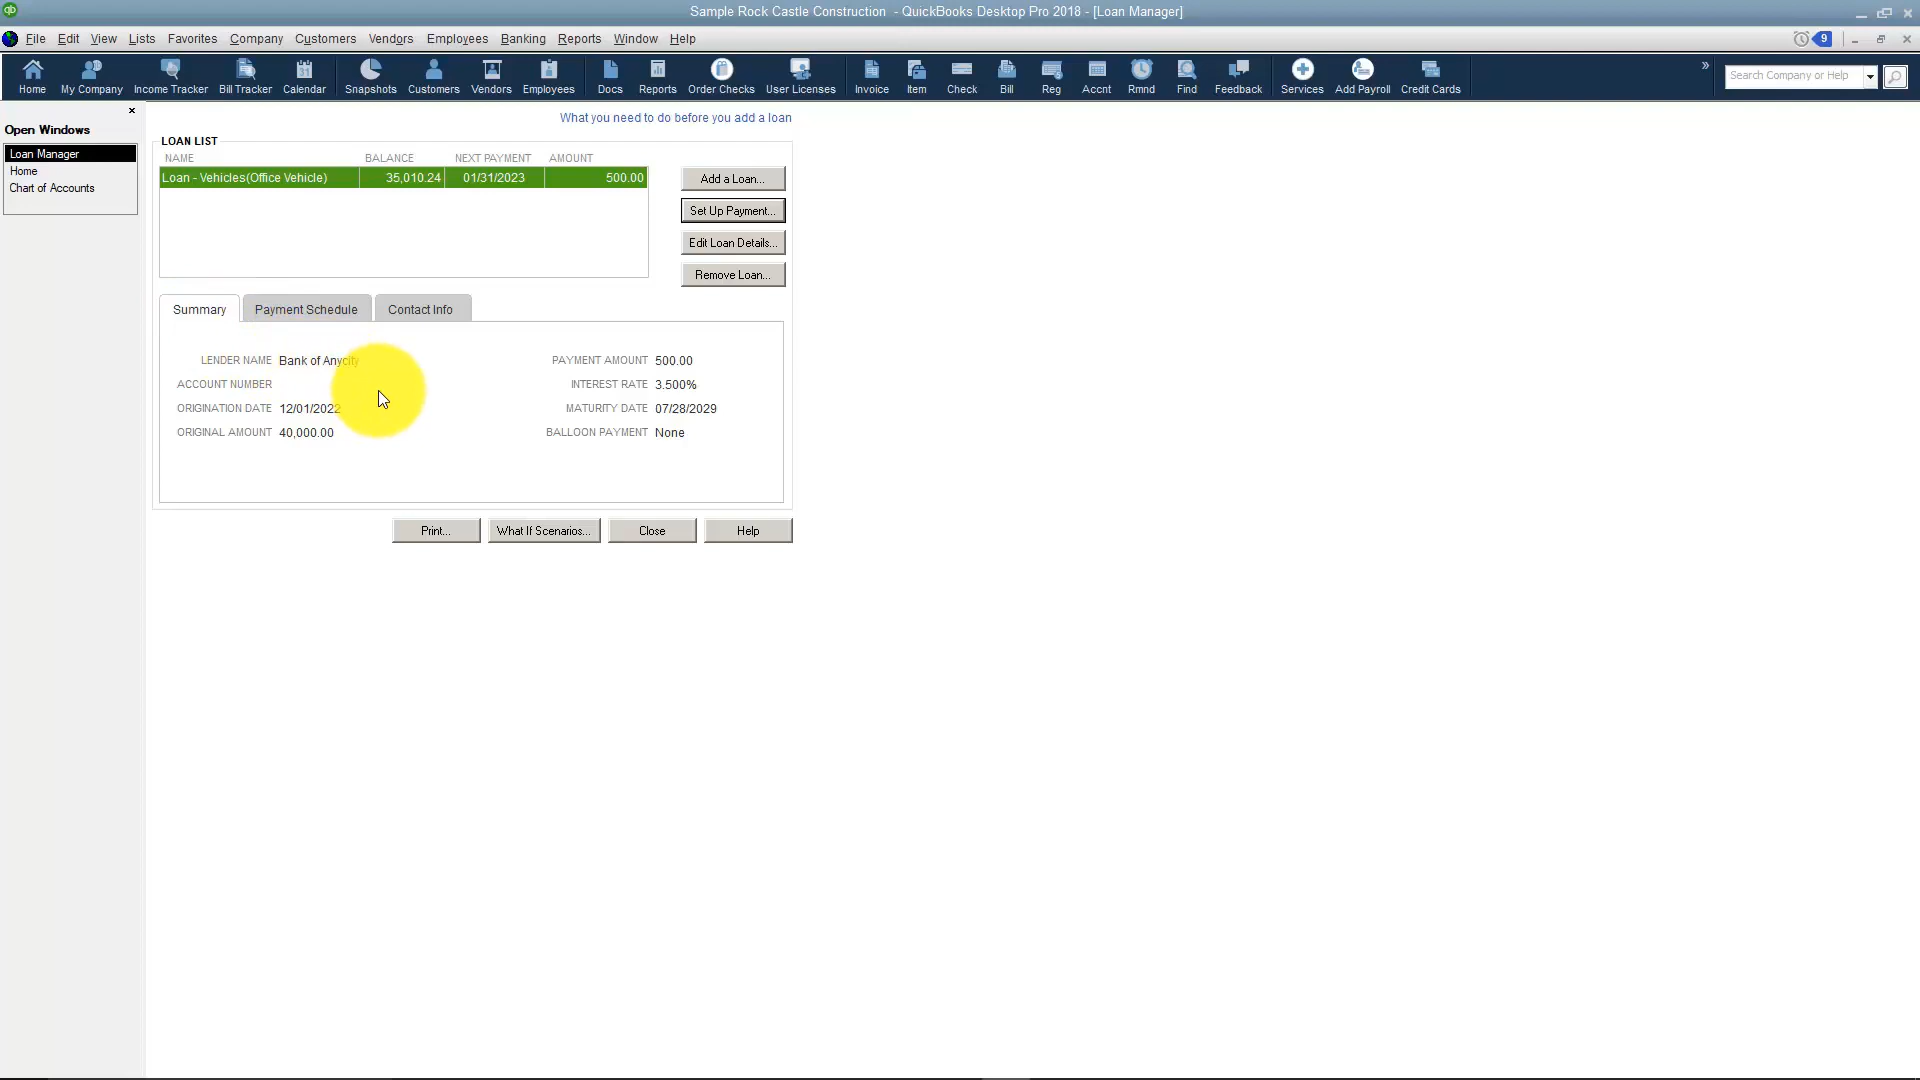 Sample Rock Castle Construction - QuickBooks Desktop Pro 2018 - [Loan Manager]
File Edit View Lists Favorites Company Customers Vendors Employees Banking Reports Window Help
9
Home My Company Income Tracker Bill Tracker Calendar Snapshots Customers Vendors Employees Docs Reports Order Checks User Licenses Invoice Item Check Bill Reg Accnt Rmnd Find Feedback Services Add Payroll Credit Cards
» Search Company or Help
Open Windows
Loan Manager
Home
Chart of Accounts
What you need to do before you add a loan
LOAN LIST
NAME BALANCE NEXT PAYMENT AMOUNT
Loan - Vehicles(Office Vehicle) 35,010.24 01/31/2023 500.00
Add a Loan...
Set Up Payment...
Edit Loan Details...
Remove Loan...
Summary Payment Schedule Contact Info
LENDER NAME Bank of Anycity PAYMENT AMOUNT 500.00
ACCOUNT NUMBER INTEREST RATE 3.500%
ORIGINATION DATE 12/01/2022 MATURITY DATE 07/28/2029
ORIGINAL AMOUNT 40,000.00 BALLOON PAYMENT None
Print... What If Scenarios... Close Help